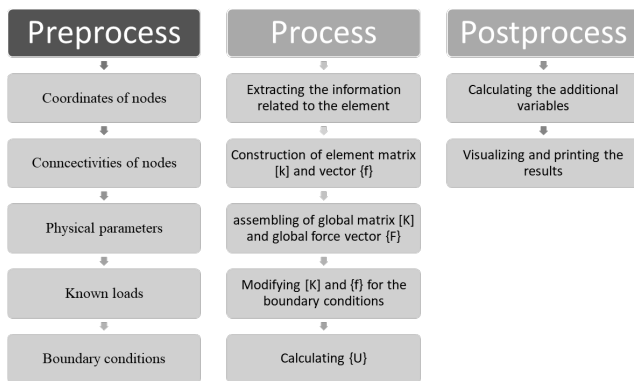 Preprocess
Coordinates of nodes
Conncectivities of nodes
Physical parameters
Known loads
Boundary conditions
Process
Extracting the information
related to the element
Construction of element matrix
[k] and vector {f}
assembling of global matrix [K]
and global force vector {F}
Modifying [K] and {f} for the
boundary conditions
Calculating {U}
Postprocess
Calculating the additional
variables
Visualizing and printing the
results